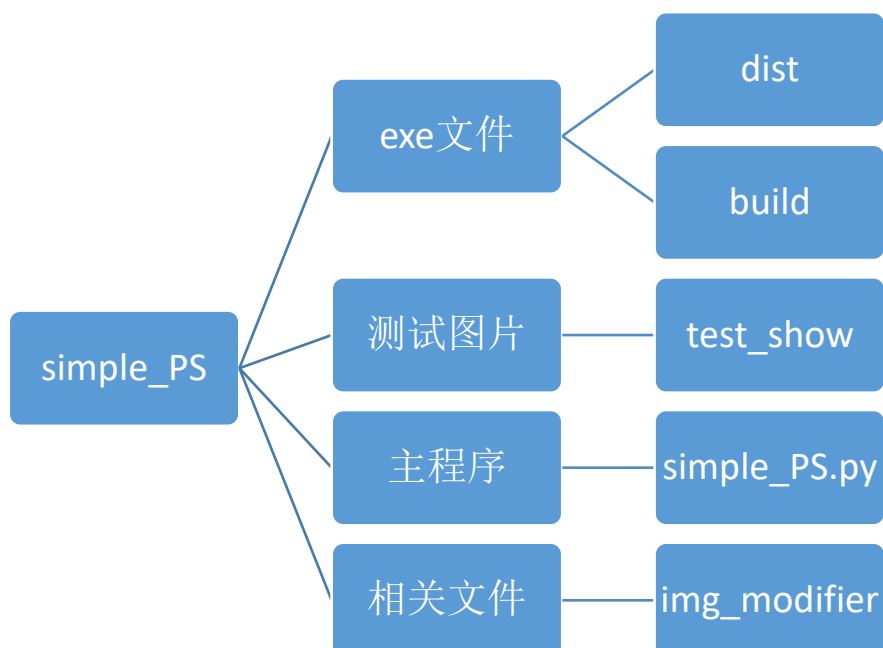 simple_PS
exe文件
dist
build
测试图片
test_show
主程序
simple_PS.py
相关文件
img_modifier